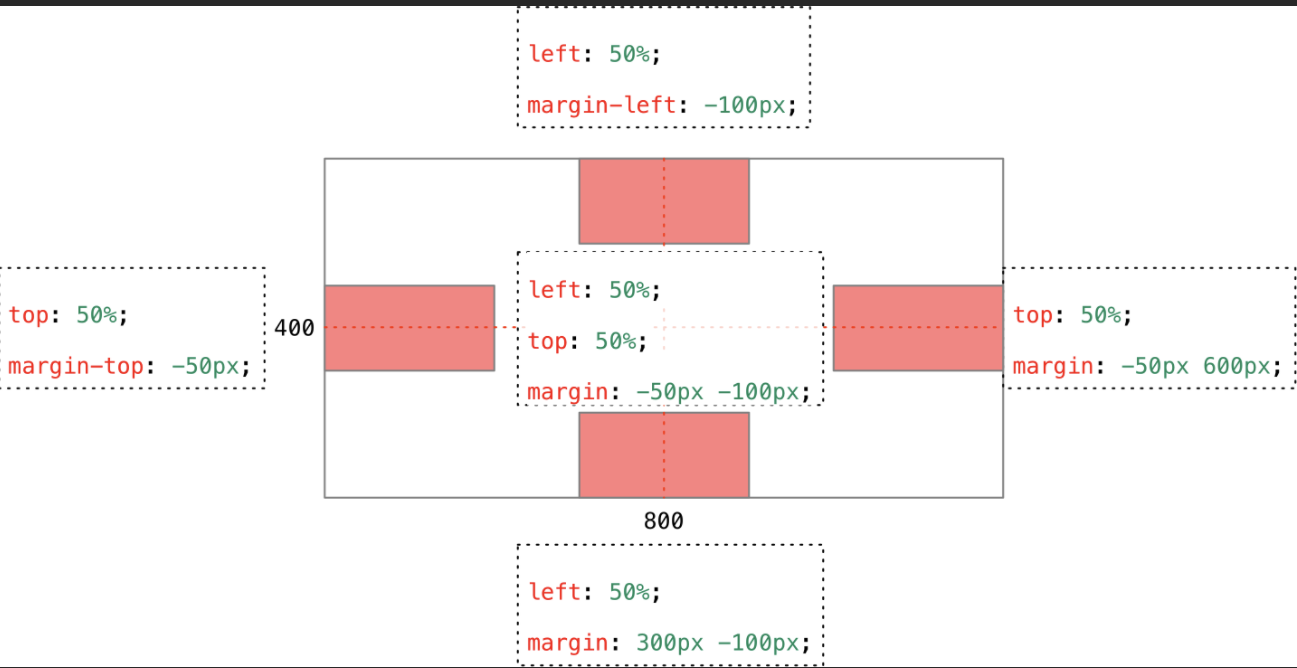 left: 50%;
margin-left: -100px;
top: 50%;
margin-top: -50px;
400
left: 50%;
top: 50%;
margin: -50px -100px;
top: 50%;
margin: -50px 600px;
800
left: 50%;
margin: 300px -100px;